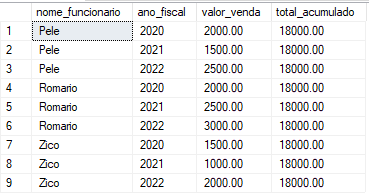 nome_funcionario ano_fiscal valor_venda total_acumulado
1 Pele 2020 2000.00 18000.00
2 Pele 2021 1500.00 18000.00
3 Pele 2022 2500.00 18000.00
4 Romario 2020 2000.00 18000.00
5 Romario 2021 2500.00 18000.00
6 Romario 2022 3000.00 18000.00
7 Zico 2020 1500.00 18000.00
8 Zico 2021 1000.00 18000.00
9 Zico 2022 2000.00 18000.00